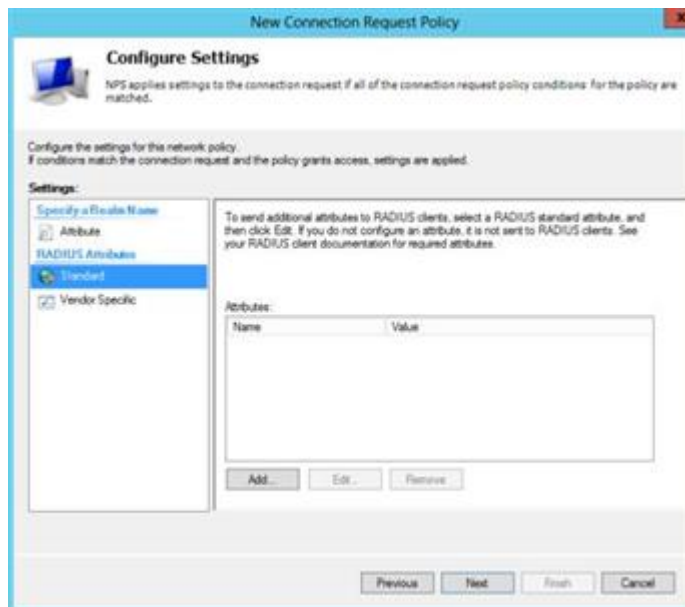 New Connection Request Policy
X
Configure Settings
NPS applies settings to the connection request if all of the connection request policy conditions for the policy are
matched.
Configure the settings for this network policy.
If conditions match the connection request and the policy grants access, settings are applied.
Settings:
Specify a Realm Name
Attribute
RADIUS Attributes
Standard
Vendor Specific
To send additional attributes to RADIUS clients, select a RADIUS standard attribute, and
then click Edit. If you do not configure an attribute, it is not sent to RADIUS clients. See
your RADIUS client documentation for required attributes.
Attributes:
Name Value
Add... Edit... Remove
Previous Next Finish Cancel